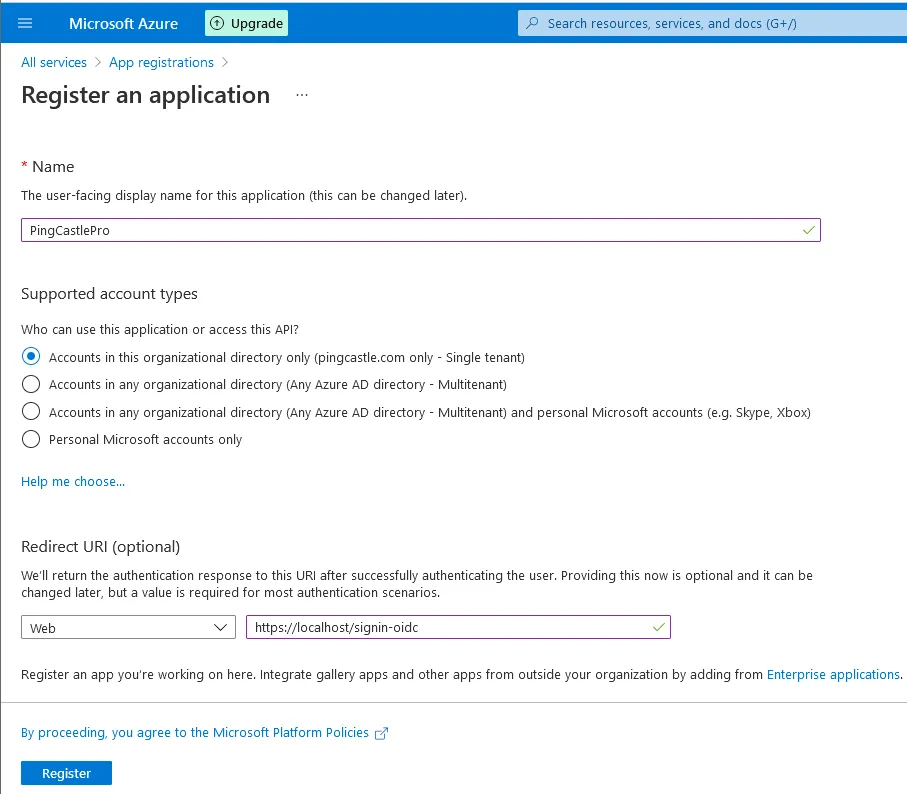 Microsoft Azure
Upgrade
Search resources, services, and docs (G+/)
All services
App registrations
Register an application
...
* Name
The user-facing display name for this application (this can be changed later).
PingCastlePro
Supported account types
Who can use this application or access this API?
Accounts in this organizational directory only (pingcastle.com only - Single tenant)
Accounts in any organizational directory (Any Azure AD directory - Multitenant)
Accounts in any organizational directory (Any Azure AD directory - Multitenant) and personal Microsoft accounts (e.g. Skype, Xbox)
Personal Microsoft accounts only
Help me choose...
Redirect URI (optional)
We'll return the authentication response to this URI after successfully authenticating the user. Providing this now is optional and it can be
changed later, but a value is required for most authentication scenarios.
Web
https://localhost/signin-oidc
Register an app you're working on here. Integrate gallery apps and other apps from outside your organization by adding from Enterprise applications.
By proceeding, you agree to the Microsoft Platform Policies
Register